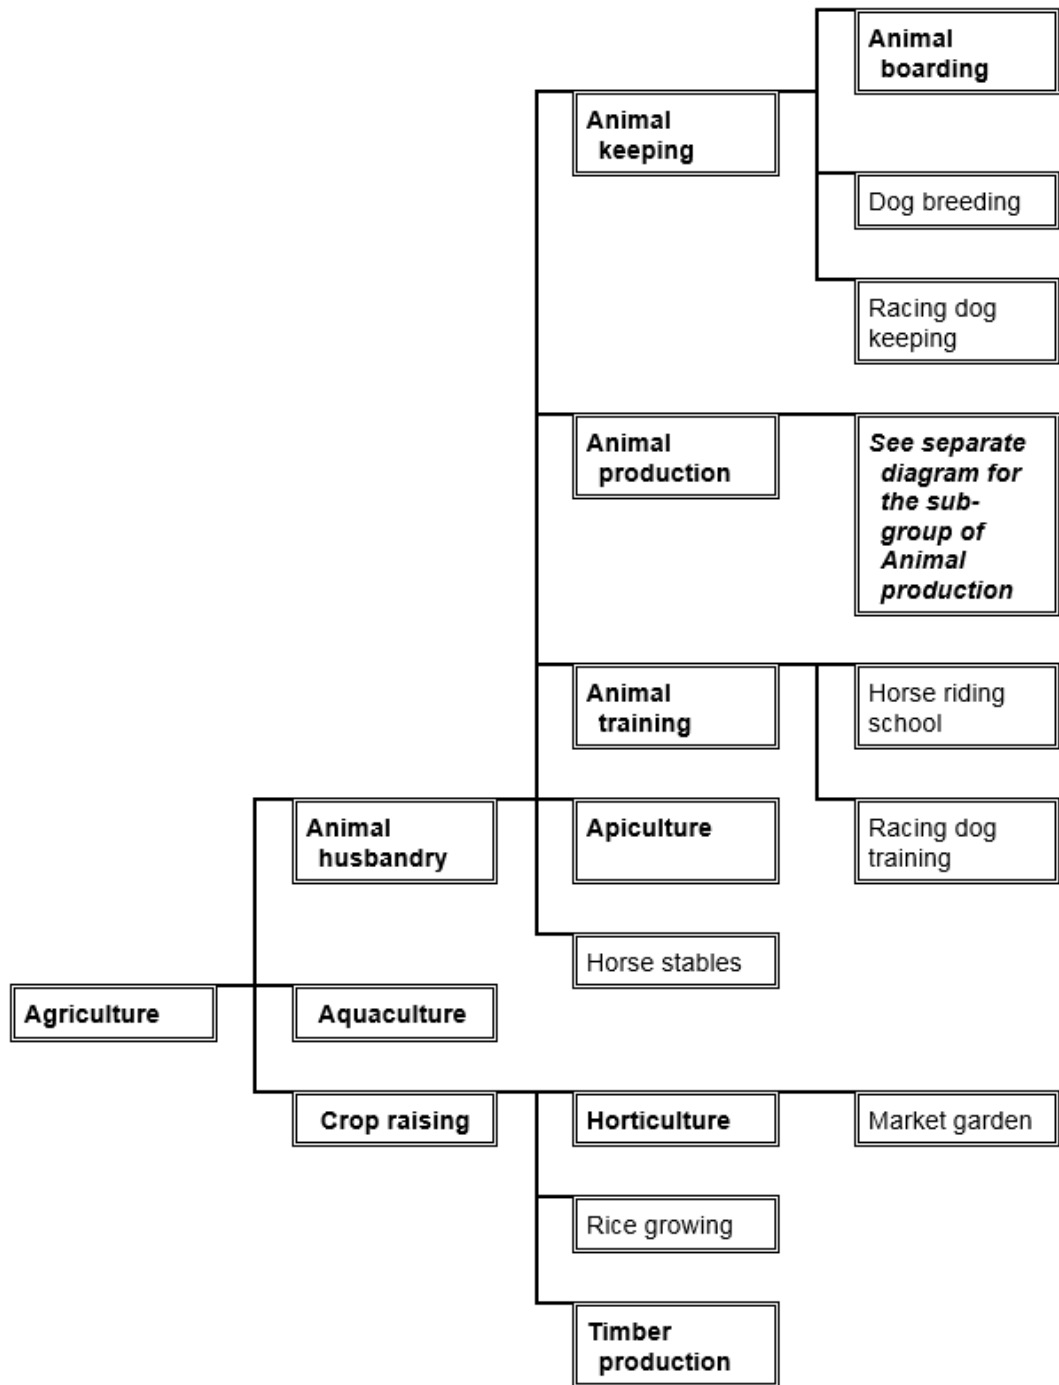 Animal
boarding
Animal
keeping
Dog breeding
Racing dog
keeping
Animal
production
See separate
diagram for
the sub-
group of
Animal
production
Animal
training
Horse riding
school
Animal
husbandry
Apiculture
Racing dog
training
Horse stables
Agriculture
Aquaculture
Crop raising
Horticulture
Market garden
Rice growing
Timber
production